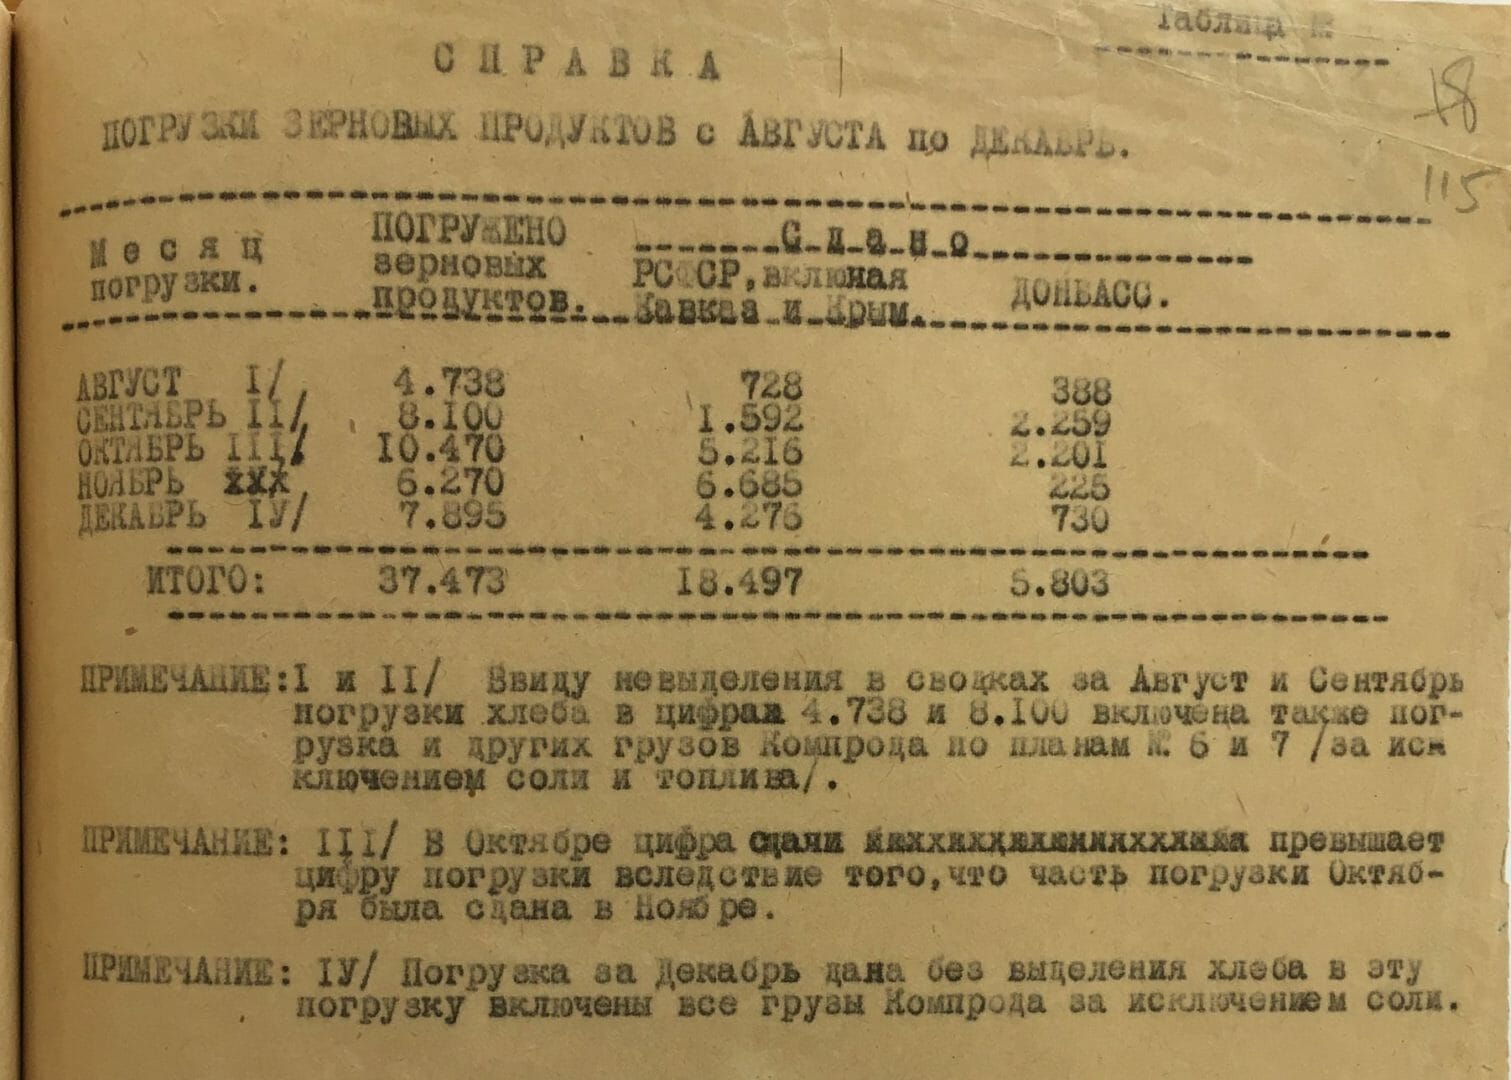 Таблица №
18
115
СПРАВКА
ПОГРУЗКИ ЗЕРНОВЫХ ПРОДУКТОВ с АВГУСТА по ДЕКАБРЬ.
Месяц погрузки. ПОГРУЖЕНО зерновых продуктов. Сдано
РСФСР, включая Кавказ и Крым. ДОНБАСС.
АВГУСТ I/ 4.738 728 388
СЕНТЯБРЬ II/ 8.100 1.592 2.259
ОКТЯБРЬ III/ 10.470 5.216 2.201
НОЯБРЬ ххх 6.270 6.685 225
ДЕКАБРЬ IУ/ 7.895 4.276 730
ИТОГО: 37.473 18.497 5.803
ПРИМЕЧАНИЕ: I и II/ Ввиду невыделения в сводках за Август и Сентябрь
погрузки хлеба в цифрах 4.738 и 8.100 включена также пог-
рузка и других грузов Компрода по планам № 6 и 7 /за иск
ключением соли и топлива/.
ПРИМЕЧАНИЕ: III/ В Октябре цифра сдачи превышает
цифру погрузки вследствие того, что часть погрузки Октяб-
ря была сдана в Ноябре.
ПРИМЕЧАНИЕ: IУ/ Погрузка за Декабрь дана без выделения хлеба в эту
погрузку включены все грузы Компрода за исключением соли.